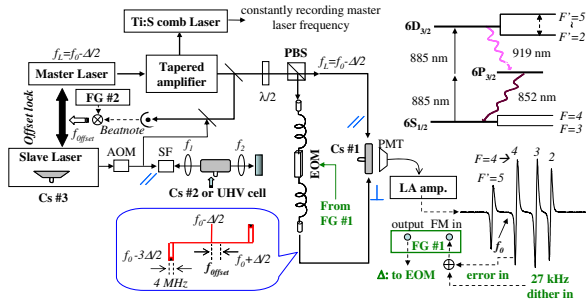 Ti:S comb Laser
constantly recording master
laser frequency
f_L=f_0-Δ/2
Master Laser
Tapered
amplifier
λ/2
PBS
f_L=f_0-Δ/2
Offset lock
FG #2
f_Offset
Beatnote
Slave Laser
Cs #3
AOM
SF
f_1
f_2
Cs #2 or UHV cell
//
EOM
From
FG #1
//
Cs #1
PMT
⊥
LA amp.
f_0-Δ/2
f_0-3Δ/2
f_0+Δ/2
f_Offset
4 MHz
6D_3/2
F'=5
~
F'=2
885 nm
919 nm
6P_3/2
885 nm
852 nm
6S_1/2
F=4
F=3
F=4→
4
3
2
F'=5
f_0
output
FM in
FG #1
Δ: to EOM
error in
27 kHz
dither in